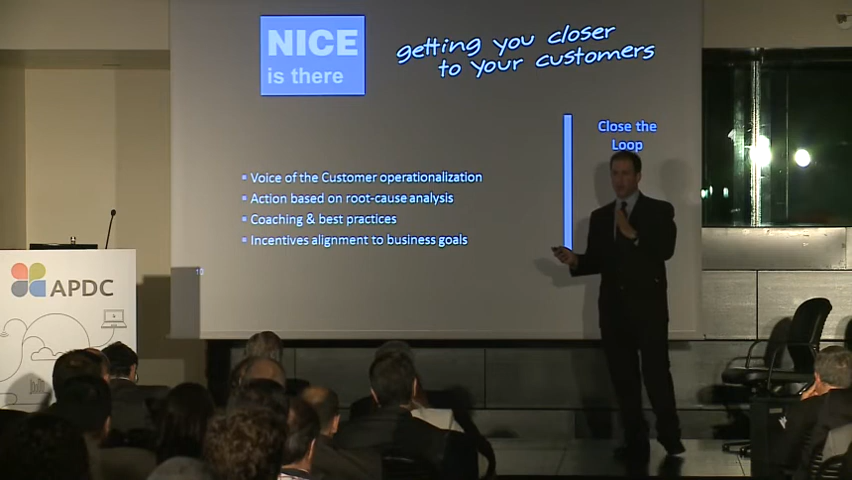 NICE
is there
getting you closer
to your customers
Close the
Loop
▪ Voice of the Customer operationalization
▪ Action based on root-cause analysis
▪ Coaching & best practices
▪ Incentives alignment to business goals
10
APDC